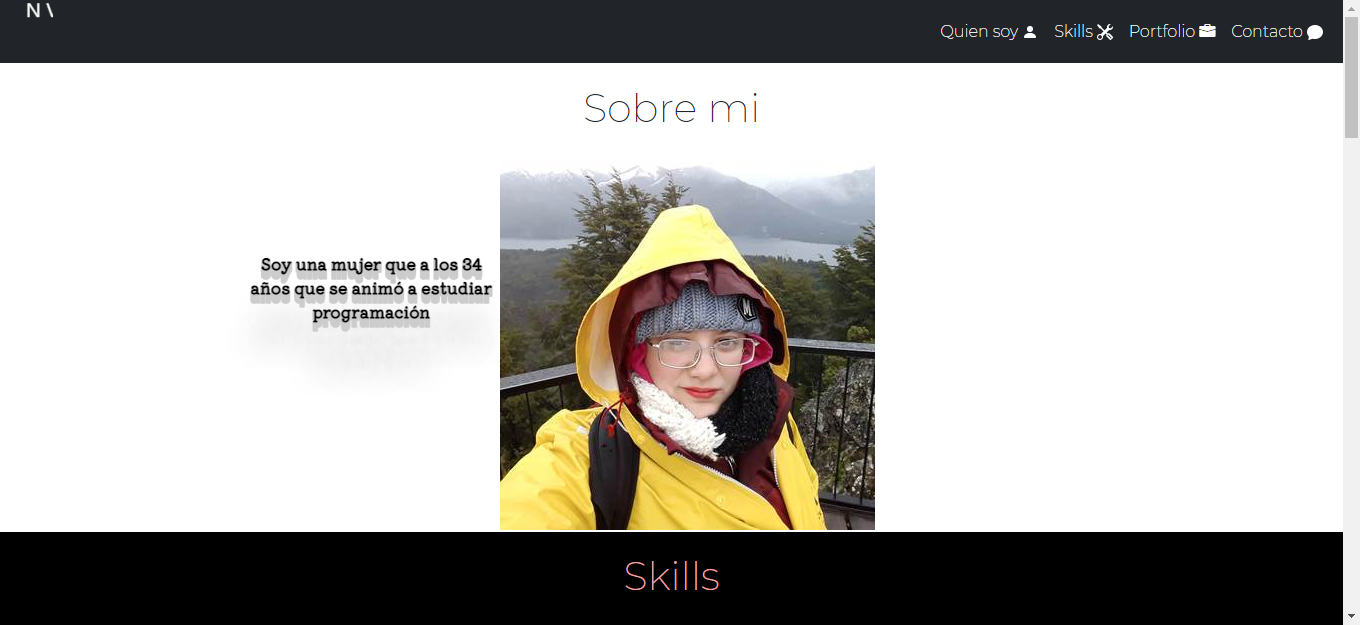 N \
Quien soy Skills Portfolio Contacto
Sobre mi
Soy una mujer que a los 34
años que se animó a estudiar
programación
M
Skills